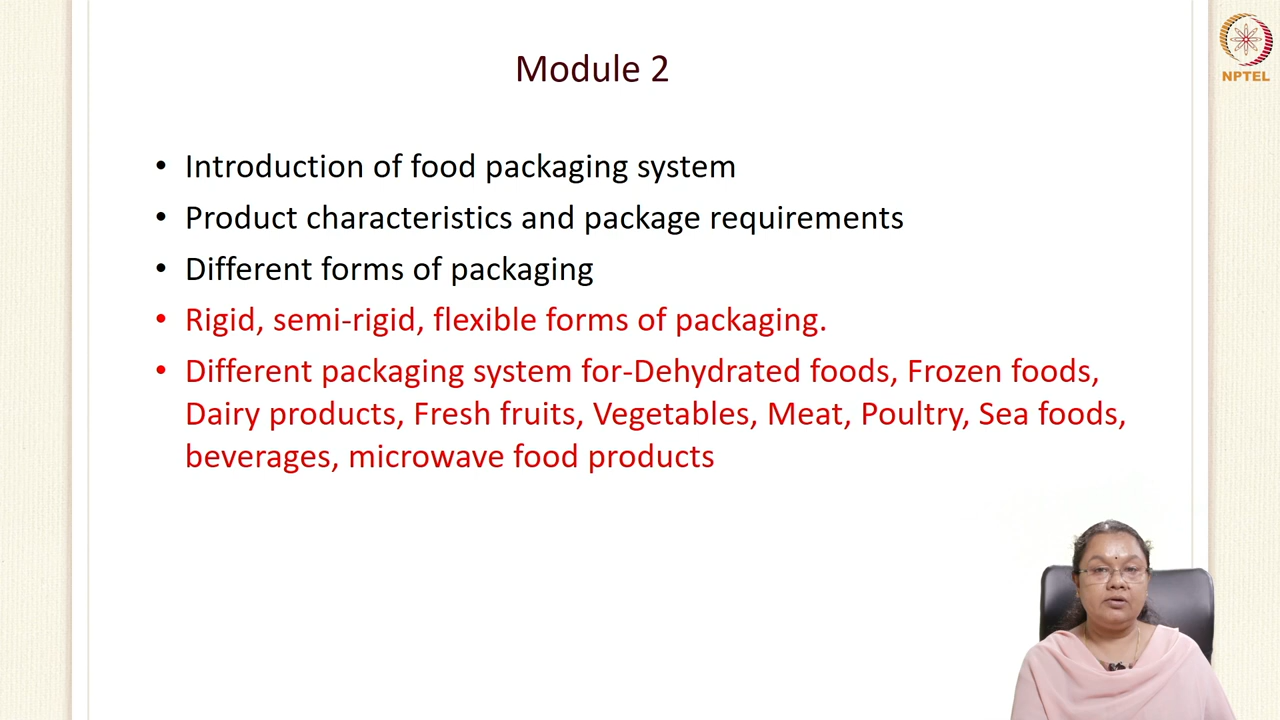 Module 2
NPTEL
• Introduction of food packaging system
• Product characteristics and package requirements
• Different forms of packaging
• Rigid, semi-rigid, flexible forms of packaging.
• Different packaging system for-Dehydrated foods, Frozen foods,
Dairy products, Fresh fruits, Vegetables, Meat, Poultry, Sea foods,
beverages, microwave food products